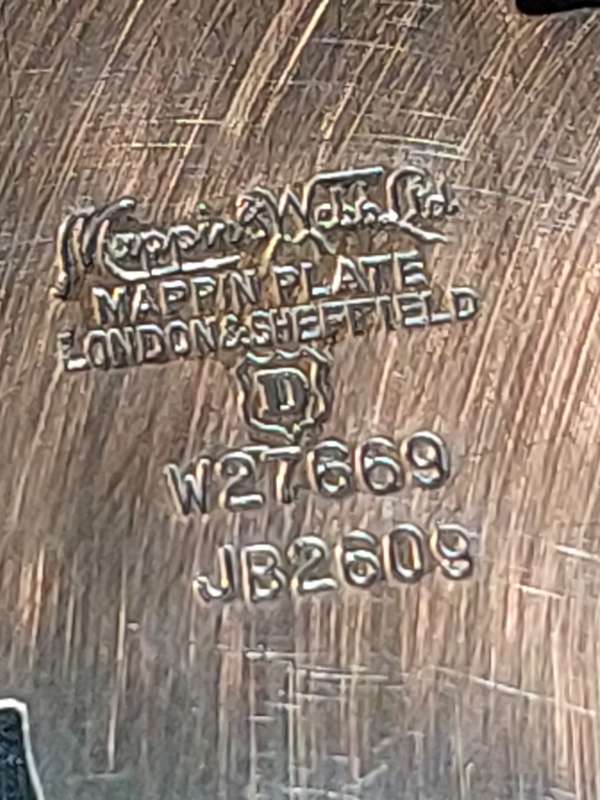 Mappin & Webb. Ltd.
MAPPIN PLATE
LONDON & SHEFFIELD
D
W27669
JB2609